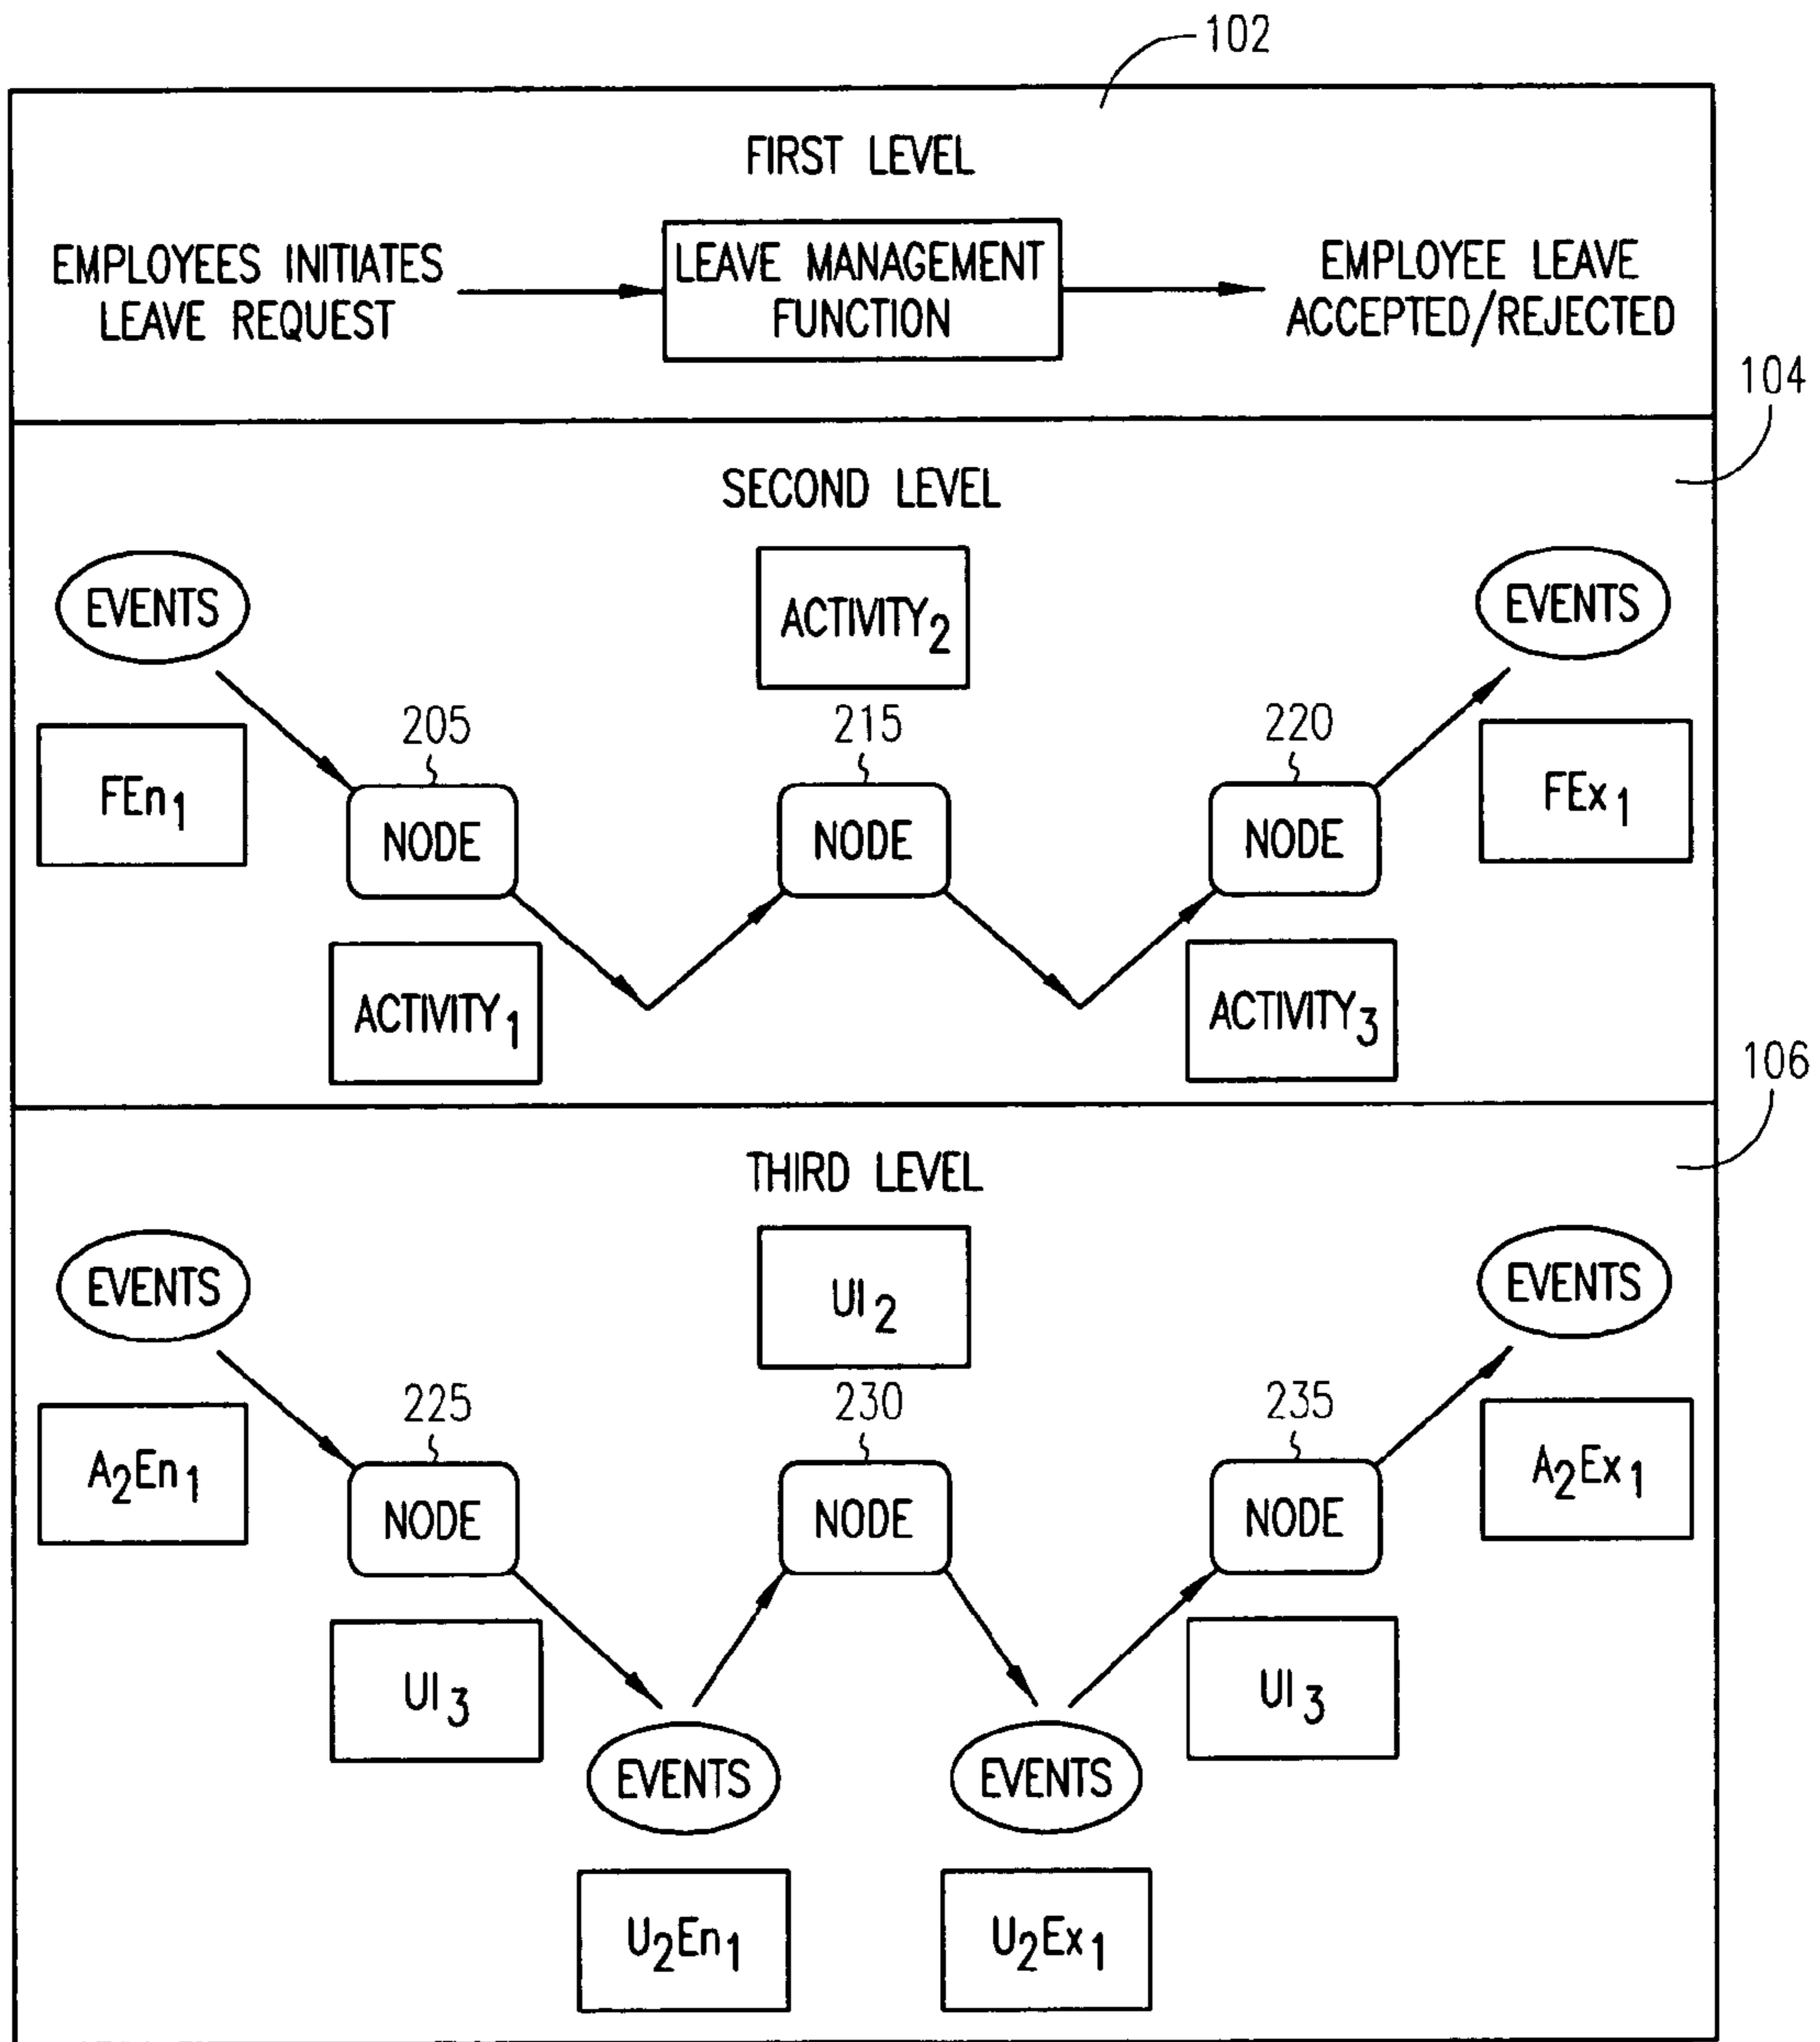 102
FIRST LEVEL
EMPLOYEES INITIATES
LEAVE REQUEST
LEAVE MANAGEMENT
FUNCTION
EMPLOYEE LEAVE
ACCEPTED/REJECTED
104
SECOND LEVEL
EVENTS
ACTIVITY2
EVENTS
FEn1
205
215
220
FEx1
NODE
NODE
NODE
ACTIVITY1
ACTIVITY3
106
THIRD LEVEL
EVENTS
UI2
EVENTS
A2En1
225
230
235
A2Ex1
NODE
NODE
NODE
UI3
UI3
EVENTS
EVENTS
U2En1
U2Ex1